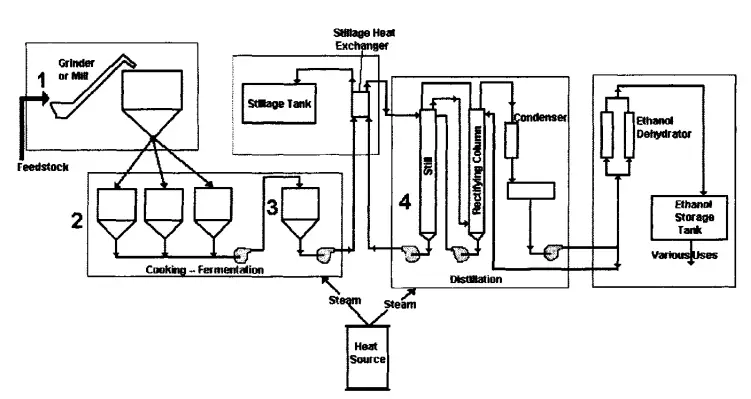 Stillage Heat
Exchanger
Grinder
or Mill
1
Feedstock
Stillage Tank
Condenser
Ethanol
Dehydrator
Still
Rectifying Column
2
3
4
Ethanol
Storage
Tank
Various Uses
Cooking - Fermentation
Distillation
Steam
Steam
Heat
Source